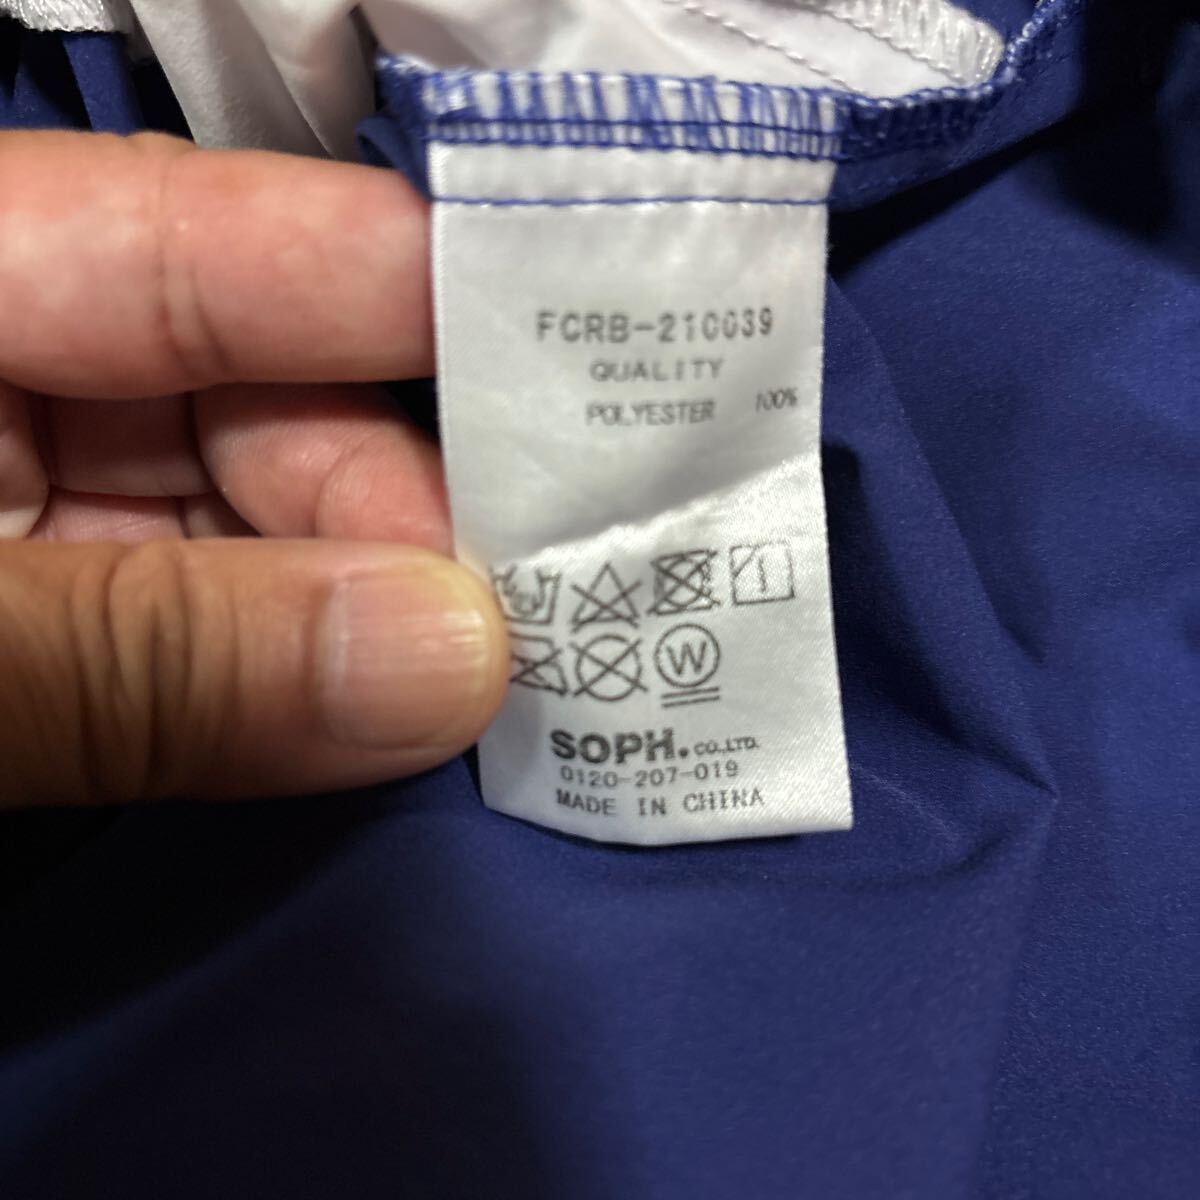 FCRB-210039
QUALITY
POLYESTER 100%
W
SOPH. CO.,LTD.
0120-207-019
MADE IN CHINA